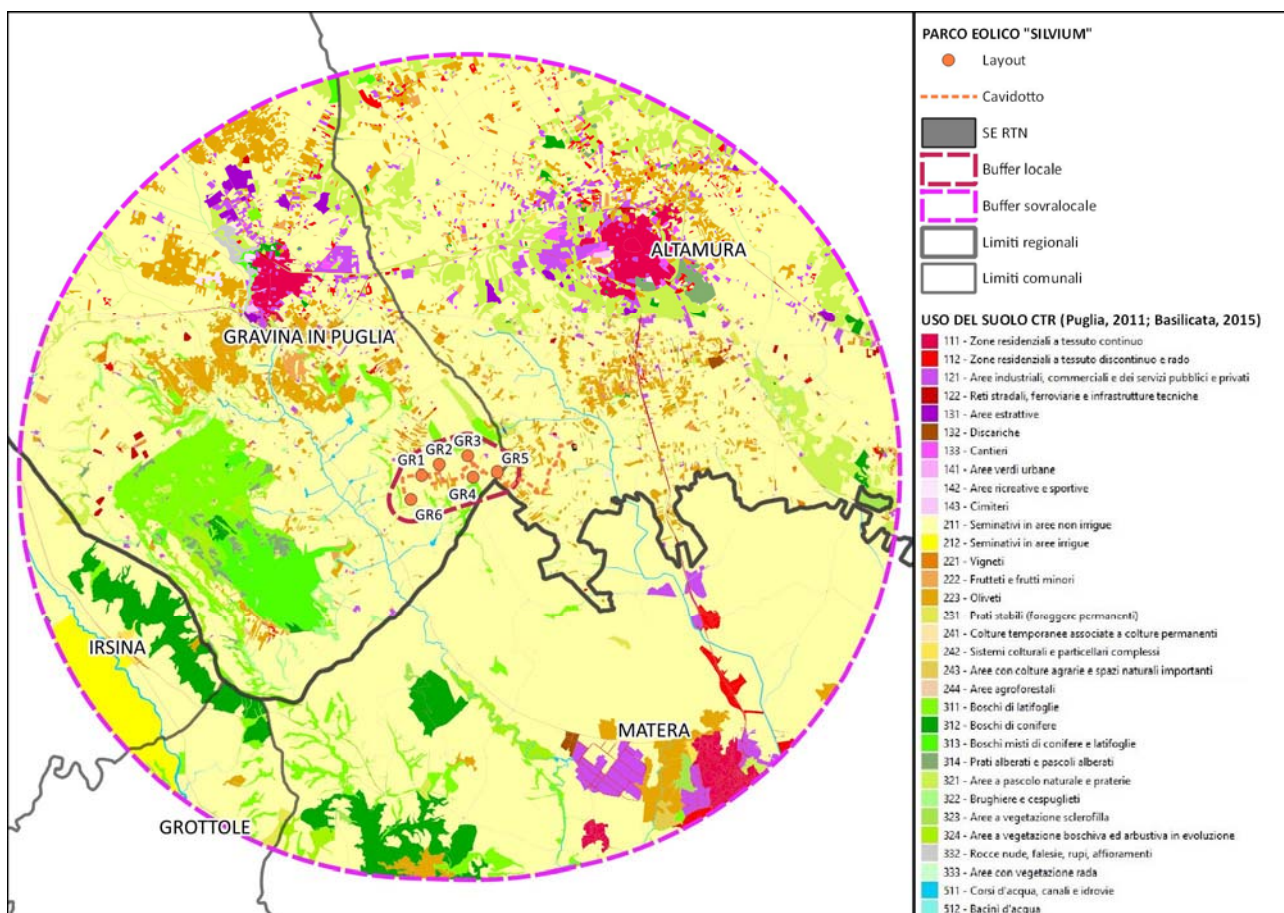 ALTAMURA
GRAVINA IN PUGLIA
GR3
GR2
GR1
GR5
GR4
GR6
IRSINA
MATERA
GROTTOLE
PARCO EOLICO "SILVIUM"
Layout
Cavidotto
SE RTN
Buffer locale
Buffer sovralocale
Limiti regionali
Limiti comunali
USO DEL SUOLO CTR (Puglia, 2011; Basilicata, 2015)
111 - Zone residenziali a tessuto continuo
112 - Zone residenziali a tessuto discontinuo e rado
121 - Aree industriali, commerciali e dei servizi pubblici e privati
122 - Reti stradali, ferroviarie e infrastrutture tecniche
131 - Aree estrattive
132 - Discariche
133 - Cantieri
141 - Aree verdi urbane
142 - Aree ricreative e sportive
143 - Cimiteri
211 - Seminativi in aree non irrigue
212 - Seminativi in aree irrigue
221 - Vigneti
222 - Frutteti e frutti minori
223 - Oliveti
231 - Prati stabili (foraggere permanenti)
241 - Colture temporanee associate a colture permanenti
242 - Sistemi colturali e particellari complessi
243 - Aree con colture agrarie e spazi naturali importanti
244 - Aree agroforestali
311 - Boschi di latifoglie
312 - Boschi di conifere
313 - Boschi misti di conifere e latifoglie
314 - Prati alberati e pascoli alberati
321 - Aree a pascolo naturale e praterie
322 - Brughiere e cespuglieti
323 - Aree a vegetazione sclerofilla
324 - Aree a vegetazione boschiva ed arbustiva in evoluzione
332 - Rocce nude, falesie, rupi, affioramenti
333 - Aree con vegetazione rada
511 - Corsi d'acqua, canali e idrovie
512 - Bacini d'acqua